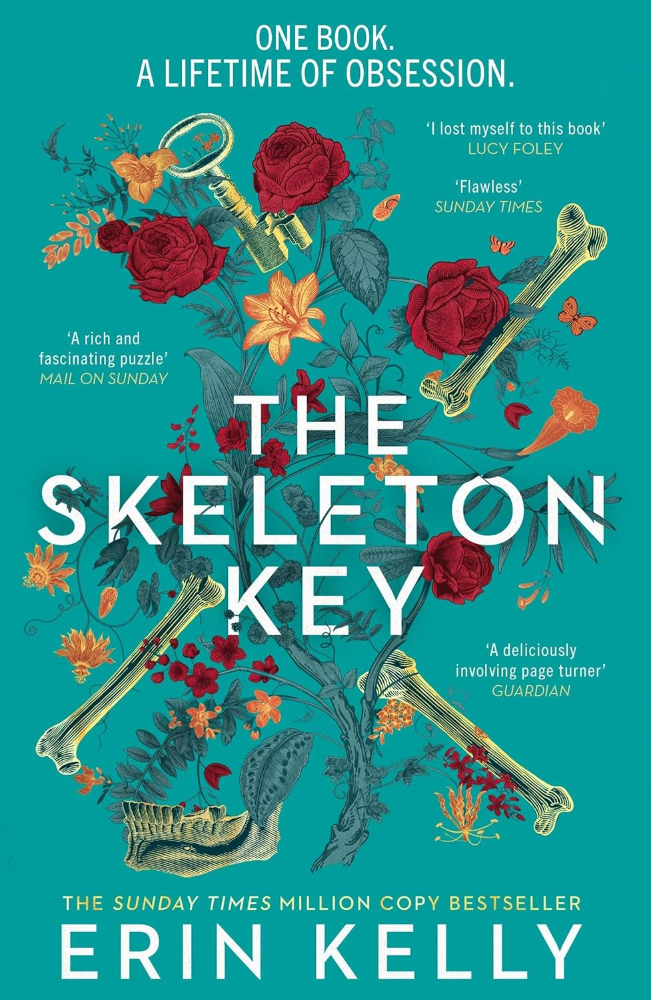 ONE BOOK.
A LIFETIME OF OBSESSION.
‘I lost myself to this book’
LUCY FOLEY
‘Flawless’
SUNDAY TIMES
‘A rich and
fascinating puzzle’
MAIL ON SUNDAY
THE
SKELETON
KEY
‘A deliciously
involving page turner’
GUARDIAN
THE SUNDAY TIMES MILLION COPY BESTSELLER
ERIN KELLY